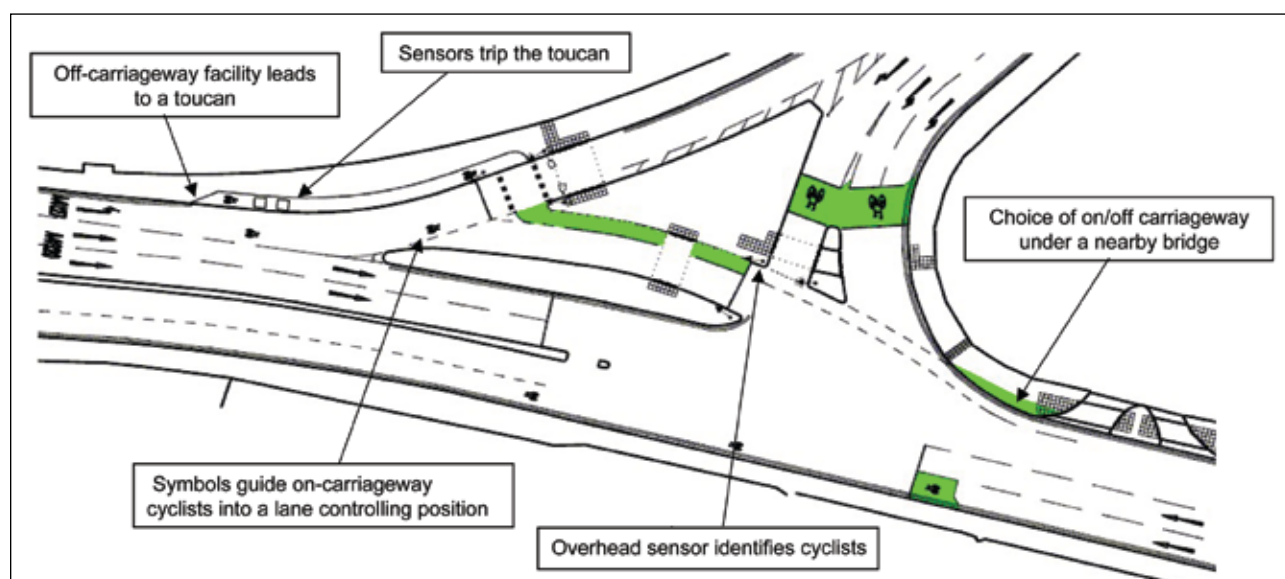 Sensors trip the toucan
Off-carriageway facility leads
to a toucan
Choice of on/off carriageway
under a nearby bridge
Symbols guide on-carriageway
cyclists into a lane controlling position
Overhead sensor identifies cyclists